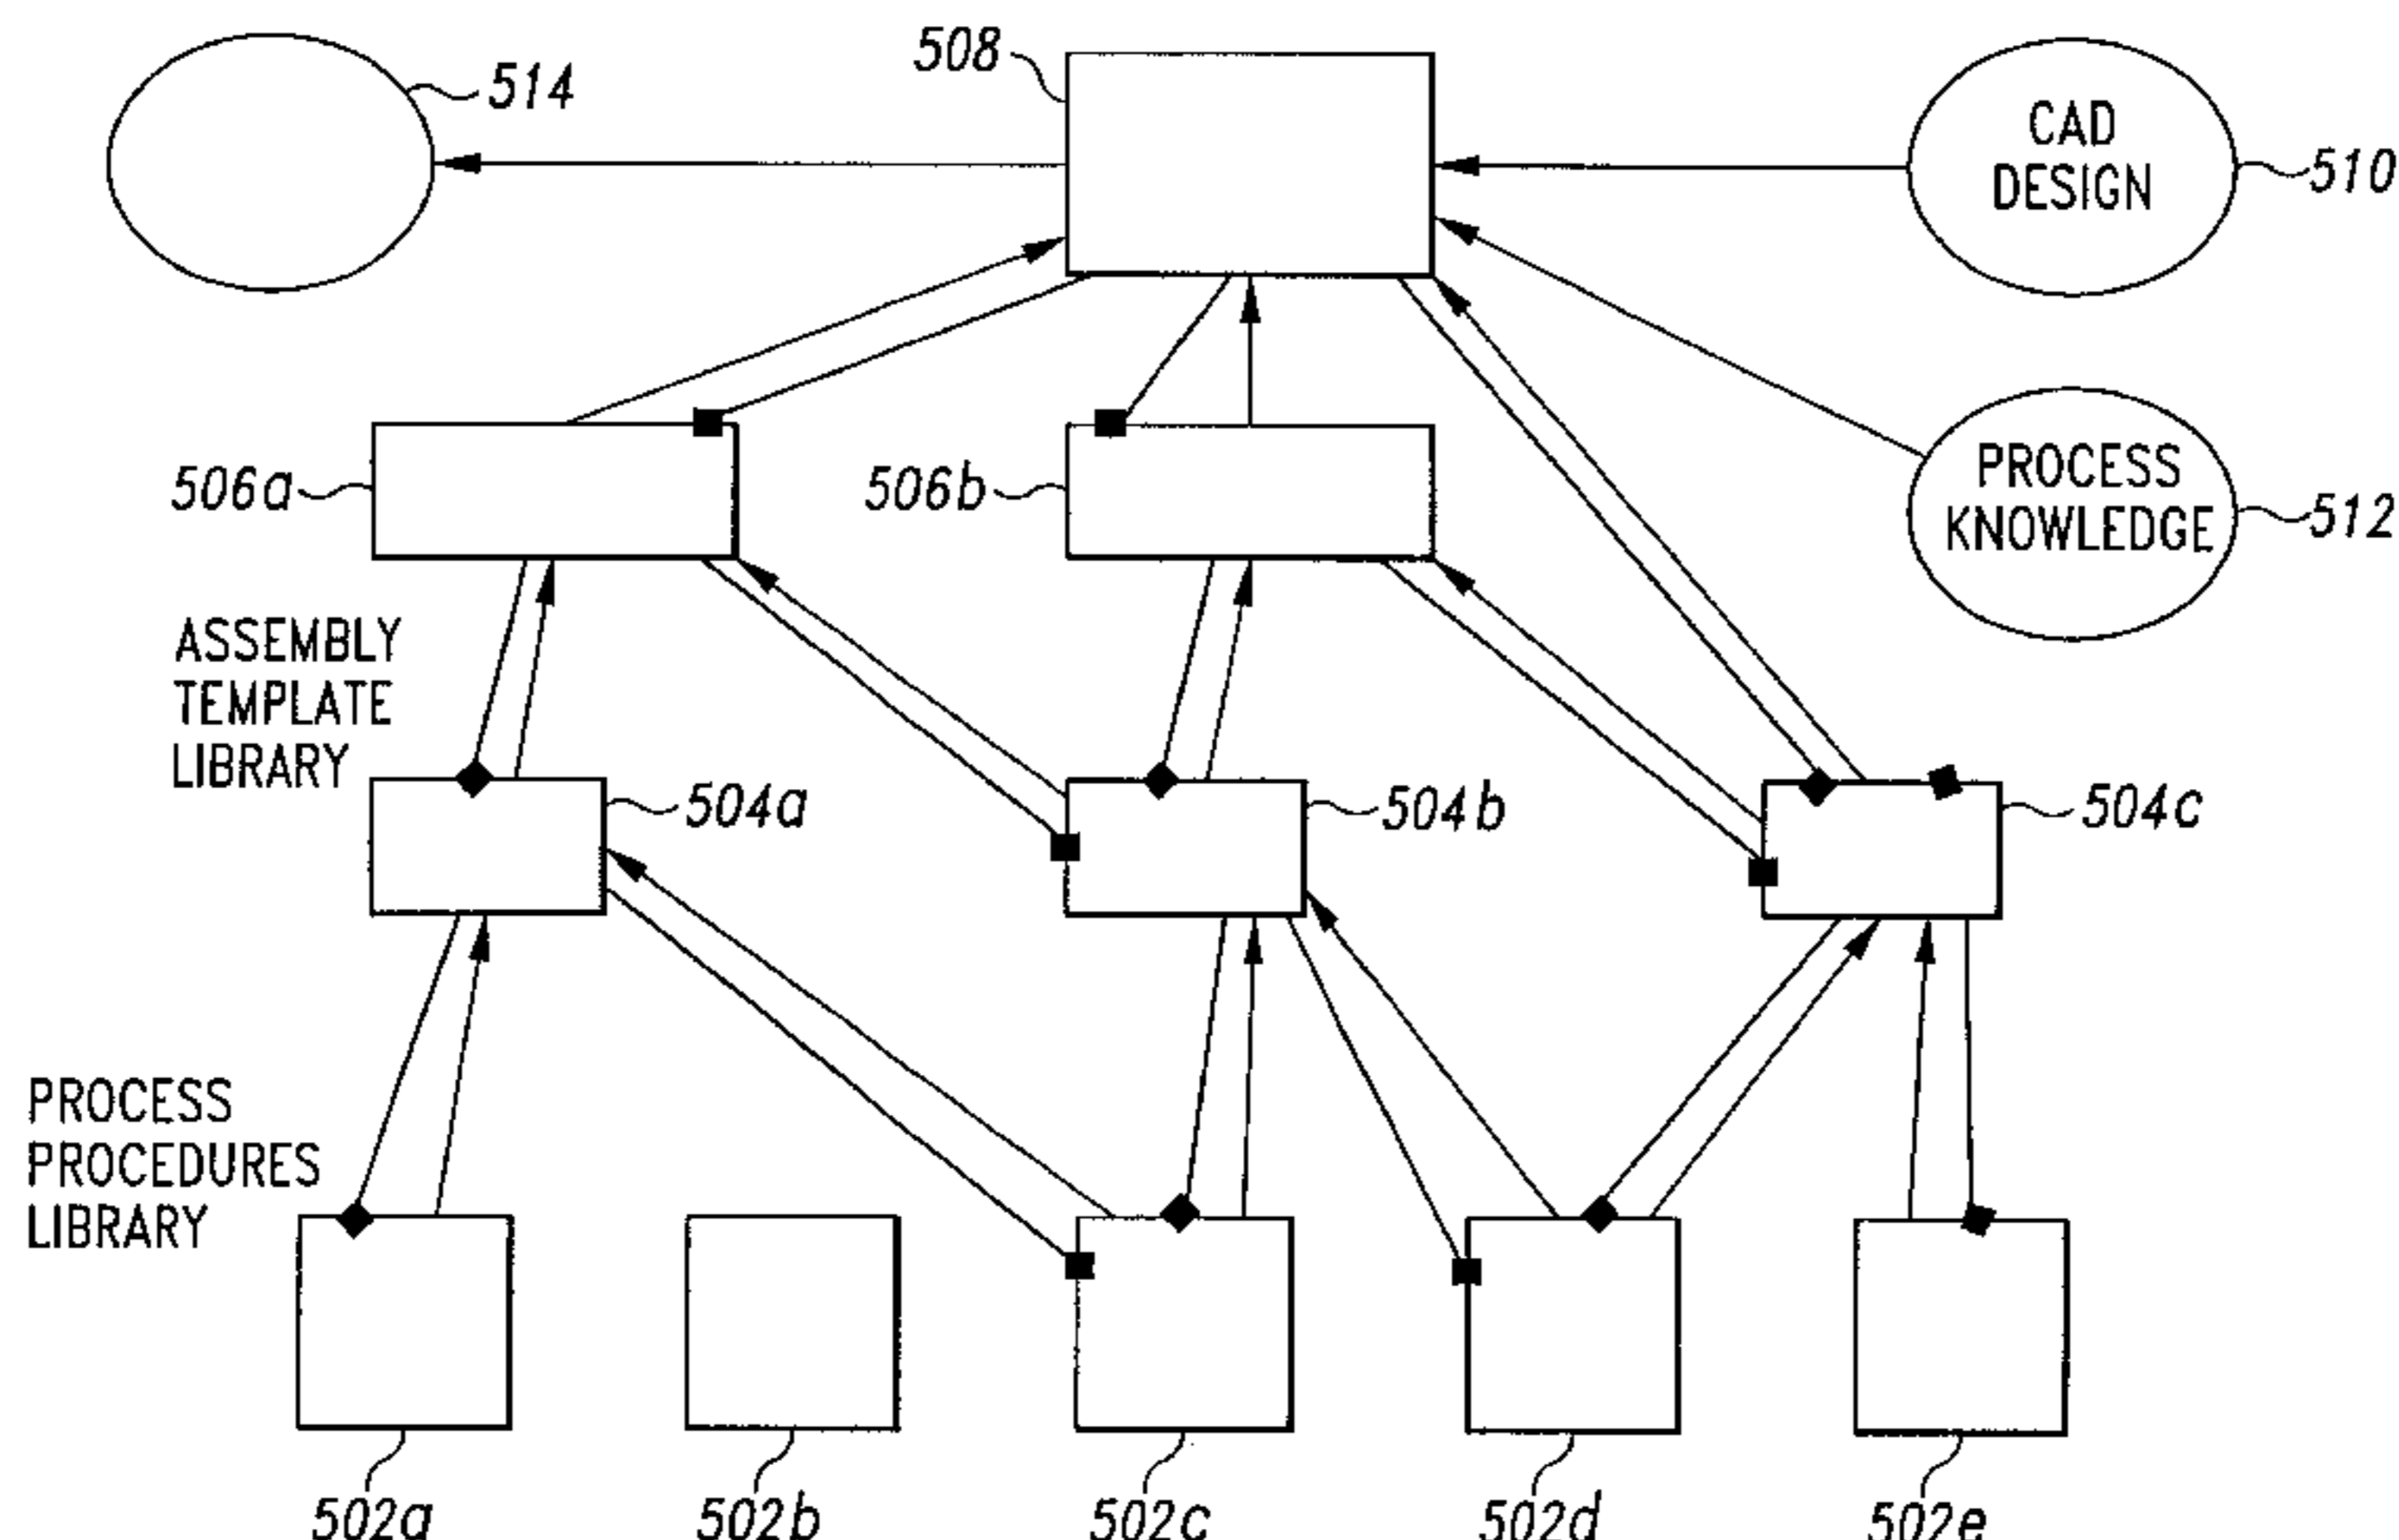 508
514
CAD
DESIGN
510
506a
506b
PROCESS
KNOWLEDGE
512
ASSEMBLY
TEMPLATE
LIBRARY
504a
504b
504c
PROCESS
PROCEDURES
LIBRARY
502a
502b
502c
502d
502e